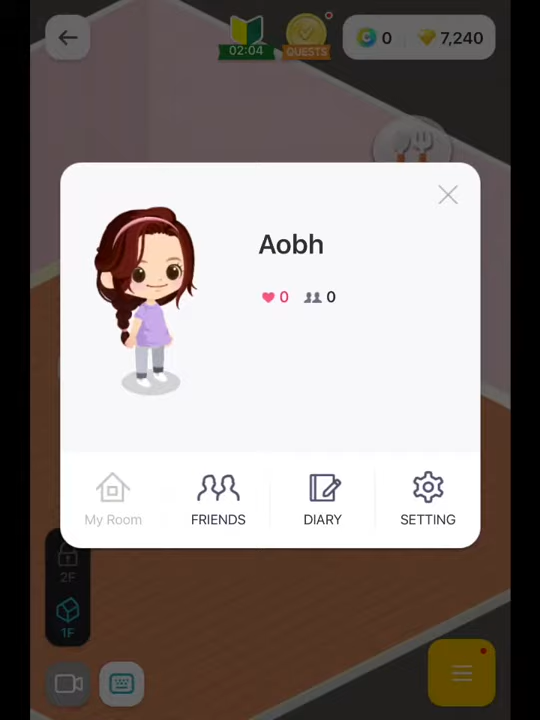 02:04
QUESTS
0
7,240
Aobh
0
0
My Room
FRIENDS
DIARY
SETTING
2F
1F